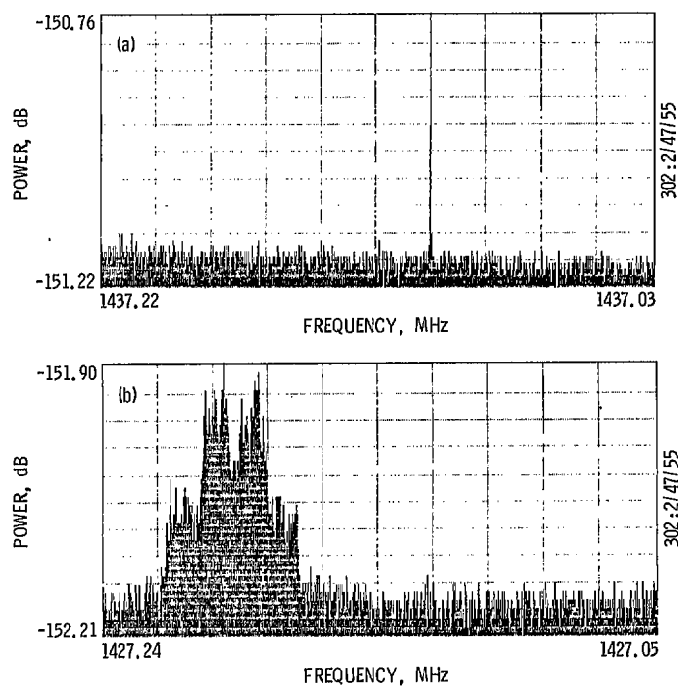 -150.76
(a)
POWER, dB
302:2/47/55
-151.22
1437.22
1437.03
FREQUENCY, MHz
-151.90
(b)
POWER, dB
302:2/47/55
-152.21
1427.24
1427.05
FREQUENCY, MHz